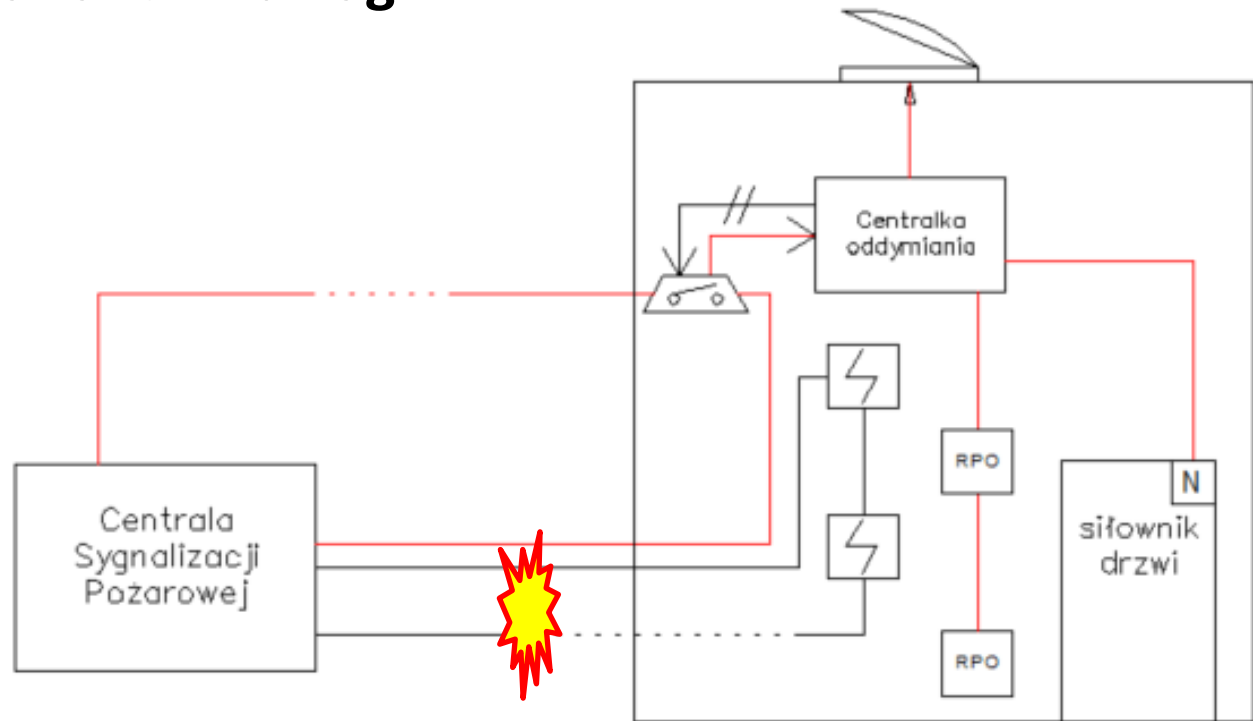 Centralka
oddymiania
RPO
N
siłownik
drzwi
Centrala
Sygnalizacji
Pożarowej
RPO